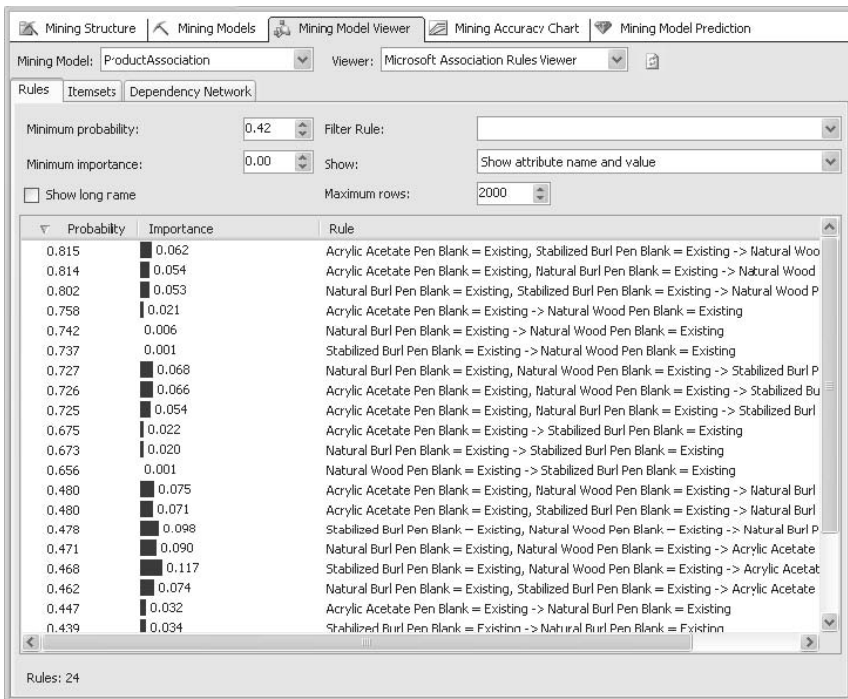 Mining Structure Mining Models Mining Model Viewer Mining Accuracy Chart Mining Model Prediction
Mining Model: ProductAssociation Viewer: Microsoft Association Rules Viewer
Rules Itemsets Dependency Network
Minimum probability: 0.42 Filter Rule:
Minimum importance: 0.00 Show: Show attribute name and value
Show long name Maximum rows: 2000
Probability Importance Rule
0.815 0.062 Acrylic Acetate Pen Blank = Existing, Stabilized Burl Pen Blank = Existing -> Natural Woo
0.814 0.054 Acrylic Acetate Pen Blank = Existing, Natural Burl Pen Blank = Existing -> Natural Wood
0.802 0.053 Natural Burl Pen Blank = Existing, Stabilized Burl Pen Blank = Existing -> Natural Wood P
0.758 0.021 Acrylic Acetate Pen Blank = Existing -> Natural Wood Pen Blank = Existing
0.742 0.006 Natural Burl Pen Blank = Existing -> Natural Wood Pen Blank = Existing
0.737 0.001 Stabilized Burl Pen Blank = Existing -> Natural Wood Pen Blank = Existing
0.727 0.068 Natural Burl Pen Blank = Existing, Natural Wood Pen Blank = Existing -> Stabilized Burl P
0.726 0.066 Acrylic Acetate Pen Blank = Existing, Natural Wood Pen Blank = Existing -> Stabilized Bu
0.725 0.054 Acrylic Acetate Pen Blank = Existing, Natural Burl Pen Blank = Existing -> Stabilized Burl
0.675 0.022 Acrylic Acetate Pen Blank = Existing -> Stabilized Burl Pen Blank = Existing
0.673 0.020 Natural Burl Pen Blank = Existing -> Stabilized Burl Pen Blank = Existing
0.656 0.001 Natural Wood Pen Blank = Existing -> Stabilized Burl Pen Blank = Existing
0.480 0.075 Acrylic Acetate Pen Blank = Existing, Natural Wood Pen Blank = Existing -> Natural Burl
0.480 0.071 Acrylic Acetate Pen Blank = Existing, Stabilized Burl Pen Blank = Existing -> Natural Burl
0.478 0.098 Stabilized Burl Pen Blank = Existing, Natural Wood Pen Blank = Existing -> Natural Burl P
0.471 0.090 Natural Burl Pen Blank = Existing, Natural Wood Pen Blank = Existing -> Acrylic Acetate
0.468 0.117 Stabilized Burl Pen Blank = Existing, Natural Wood Pen Blank = Existing -> Acrylic Acetat
0.462 0.074 Natural Burl Pen Blank = Existing, Stabilized Burl Pen Blank = Existing -> Acrylic Acetate
0.447 0.032 Acrylic Acetate Pen Blank = Existing -> Natural Burl Pen Blank = Existing
0.439 0.034 Stabilized Burl Pen Blank = Existing -> Natural Burl Pen Blank = Existing
Rules: 24